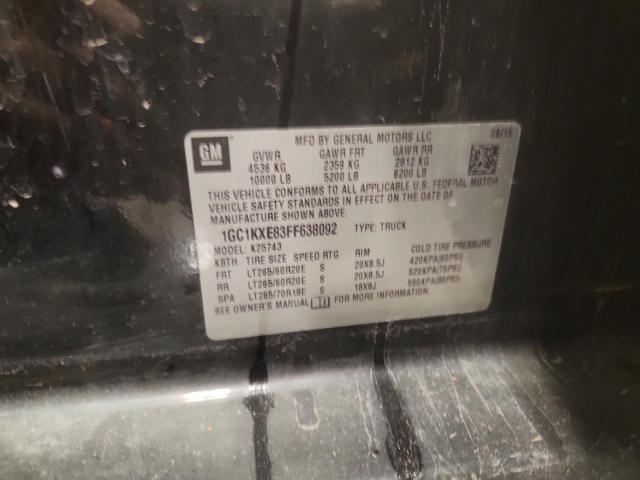 GM
MFD BY GENERAL MOTORS LLC 06/15
GVWR GAWR FRT GAWR RR
4536 KG 2359 KG 2812 KG
10000 LB 5200 LB 6200 LB
THIS VEHICLE CONFORMS TO ALL APPLICABLE U.S. FEDERAL MOTOR
VEHICLE SAFETY STANDARDS IN EFFECT ON THE DATE OF
MANUFACTURE SHOWN ABOVE.
1GC1KXE83FF638092 TYPE: TRUCK
MODEL: K25743
KBTH TIRE SIZE SPEED RTG RIM COLD TIRE PRESSURE
FRT LT265/60R20E S 20X8.5J 420KPA(60PSI)
RR LT265/60R20E S 20X8.5J 520KPA(75PSI)
SPA LT265/70R18E S 18X8J 550KPA(80PSI)
SEE OWNER'S MANUAL FOR MORE INFORMATION.